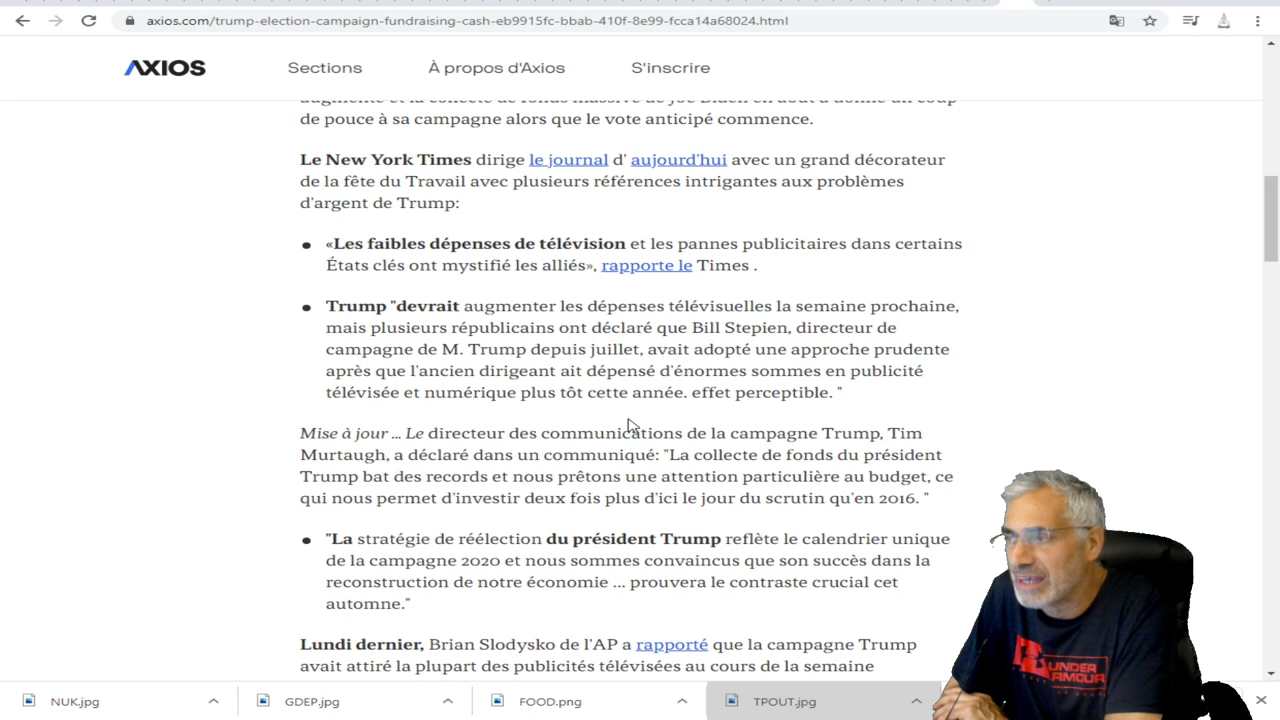 axios.com/trump-election-campaign-fundraising-cash-eb9915fc-bbab-410f-8e99-fcca14a68024.html
AXIOS Sections À propos d'Axios S'inscrire
augmenté et la collecte de fonds massive de Joe Biden en août a donné un coup
de pouce à sa campagne alors que le vote anticipé commence.
Le New York Times dirige le journal d' aujourd'hui avec un grand décorateur
de la fête du Travail avec plusieurs références intrigantes aux problèmes
d'argent de Trump:
«Les faibles dépenses de télévision et les pannes publicitaires dans certains
États clés ont mystifié les alliés», rapporte le Times .
Trump "devrait augmenter les dépenses télévisuelles la semaine prochaine,
mais plusieurs républicains ont déclaré que Bill Stepien, directeur de
campagne de M. Trump depuis juillet, avait adopté une approche prudente
après que l'ancien dirigeant ait dépensé d'énormes sommes en publicité
télévisée et numérique plus tôt cette année. effet perceptible. "
Mise à jour ... Le directeur des communications de la campagne Trump, Tim
Murtaugh, a déclaré dans un communiqué: "La collecte de fonds du président
Trump bat des records et nous prêtons une attention particulière au budget, ce
qui nous permet d'investir deux fois plus d'ici le jour du scrutin qu'en 2016. "
"La stratégie de réélection du président Trump reflète le calendrier unique
de la campagne 2020 et nous sommes convaincus que son succès dans la
reconstruction de notre économie ... prouvera le contraste crucial cet
automne."
Lundi dernier, Brian Slodysko de l'AP a rapporté que la campagne Trump
avait attiré la plupart des publicités télévisées au cours de la semaine
UNDER
ARMOUR
NUK.jpg GDEP.jpg FOOD.png TPOUT.jpg